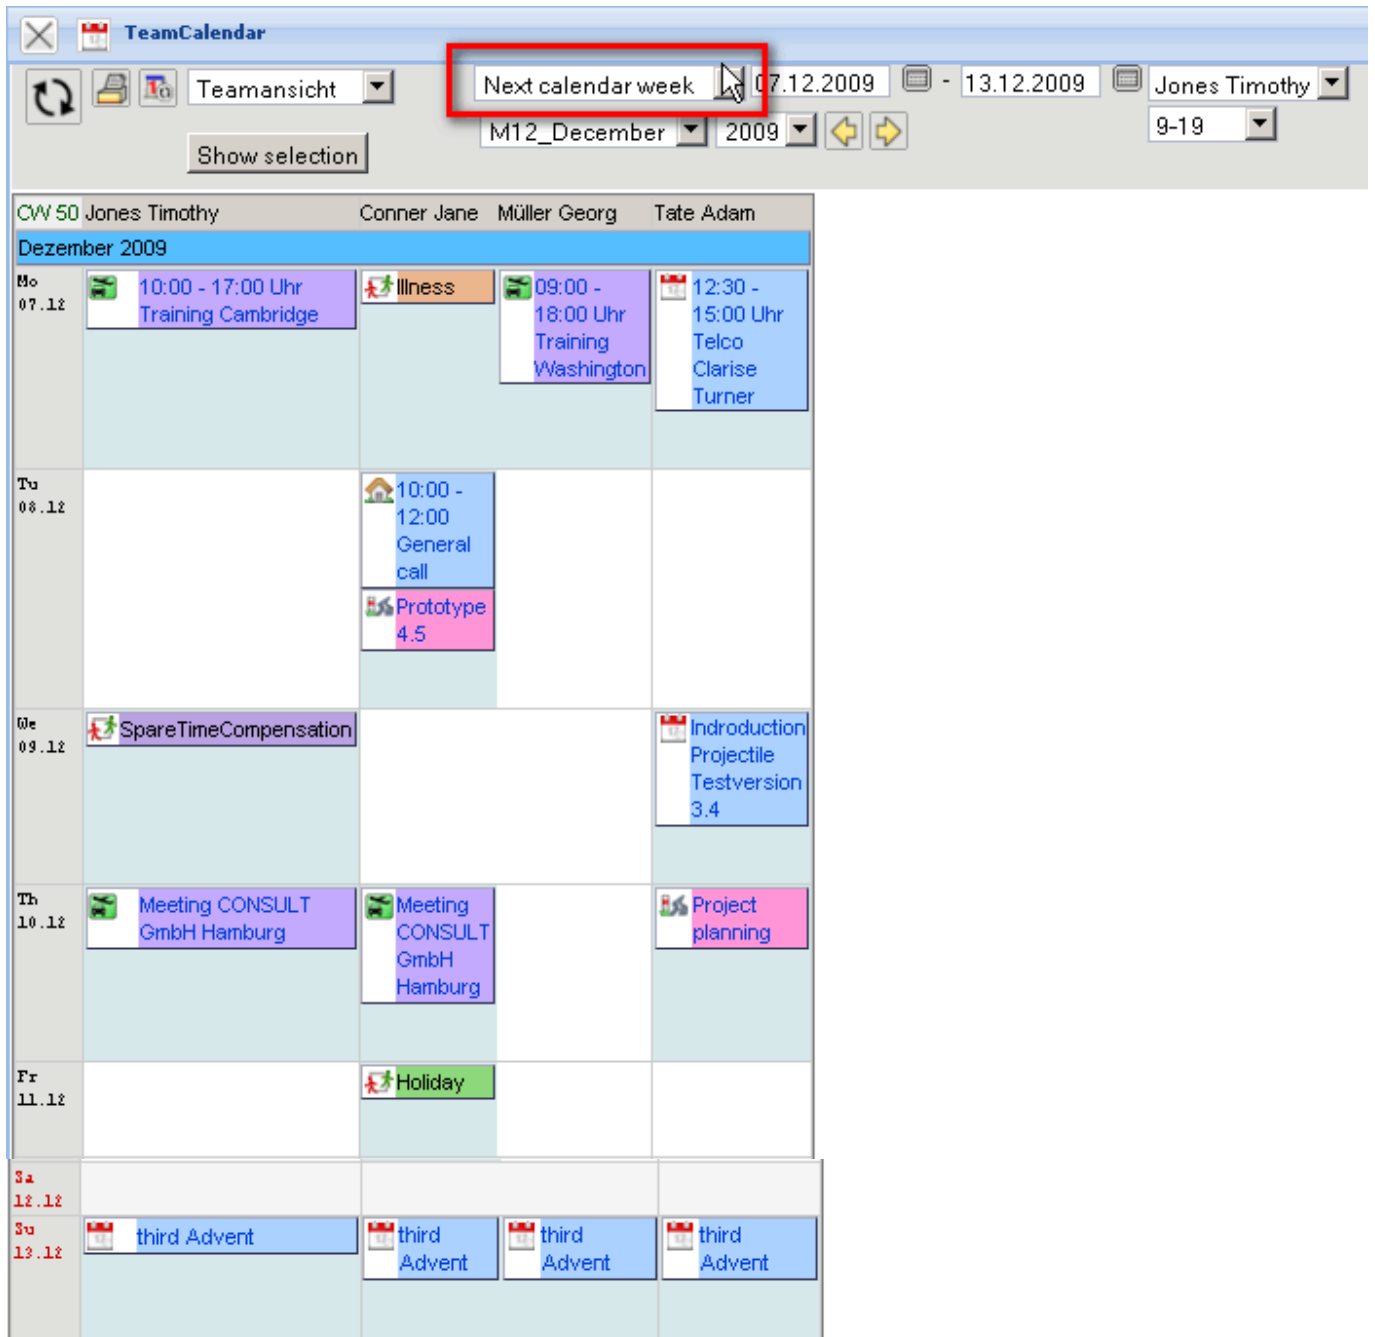 TeamCalendar
Teamansicht
Next calendar week
07.12.2009 - 13.12.2009
Jones Timothy
M12_December
2009
9-19
Show selection
CW 50 Jones Timothy Conner Jane Müller Georg Tate Adam
Dezember 2009
Mo
07.12
10:00 - 17:00 Uhr
Training Cambridge
Illness
09:00 -
18:00 Uhr
Training
Washington
12:30 -
15:00 Uhr
Telco
Clarise
Turner
Tu
08.12
10:00 -
12:00
General
call
Prototype
4.5
We
09.12
SpareTimeCompensation
Indroduction
Projectile
Testversion
3.4
Th
10.12
Meeting CONSULT
GmbH Hamburg
Meeting
CONSULT
GmbH
Hamburg
Project
planning
Fr
11.12
Holiday
Sa
12.12
Su
13.12
third Advent
third
Advent
third
Advent
third
Advent